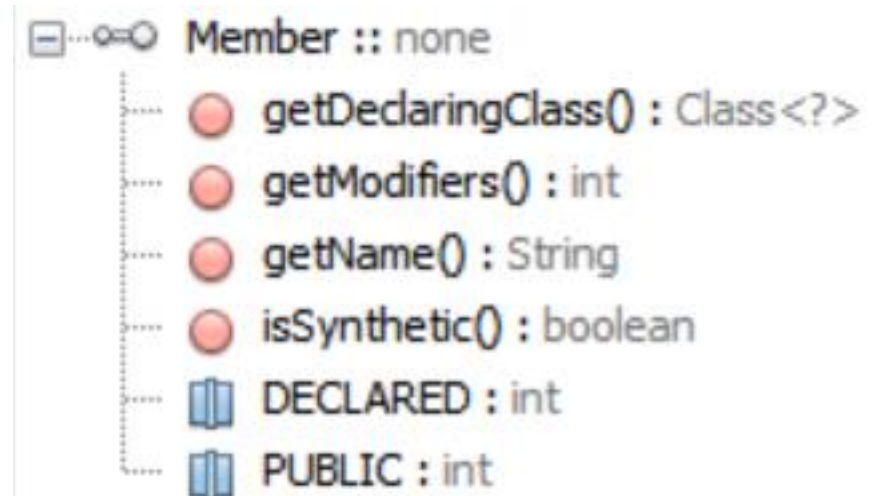 Member :: none
getDeclaringClass() : Class<?>
getModifiers() : int
getName() : String
isSynthetic() : boolean
DECLARED : int
PUBLIC : int